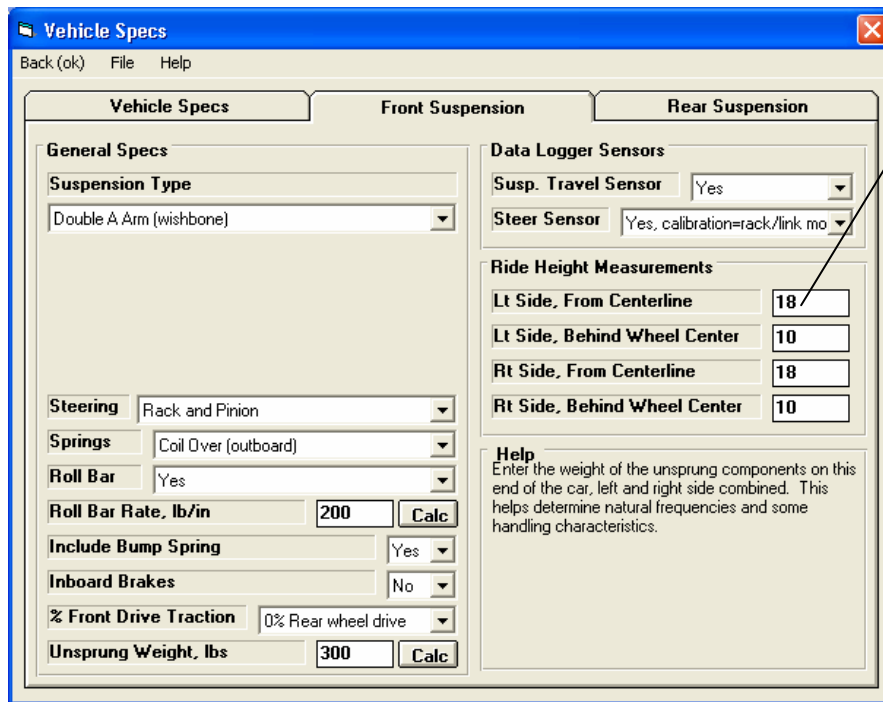 Vehicle Specs
Back (ok) File Help
Vehicle Specs Front Suspension Rear Suspension
General Specs
Suspension Type
Double A Arm (wishbone)
Steering Rack and Pinion
Springs Coil Over (outboard)
Roll Bar Yes
Roll Bar Rate, lb/in 200 Calc
Include Bump Spring Yes
Inboard Brakes No
% Front Drive Traction 0% Rear wheel drive
Unsprung Weight, lbs 300 Calc
Data Logger Sensors
Susp. Travel Sensor Yes
Steer Sensor Yes, calibration=rack/link mo
Ride Height Measurements
Lt Side, From Centerline 18
Lt Side, Behind Wheel Center 10
Rt Side, From Centerline 18
Rt Side, Behind Wheel Center 10
Help
Enter the weight of the unsprung components on this
end of the car, left and right side combined. This
helps determine natural frequencies and some
handling characteristics.